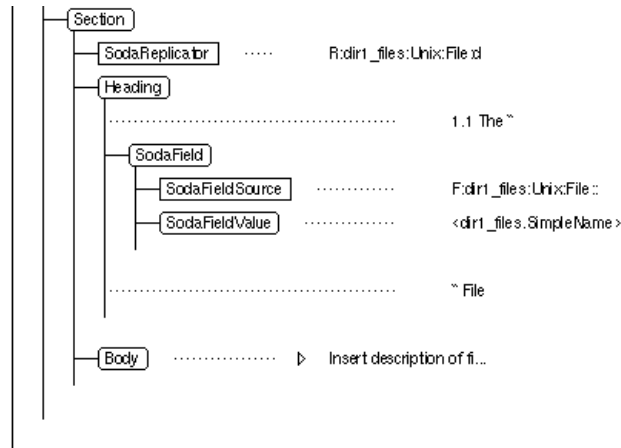 Section
SodaReplicator R:dir1_files:Unix:File:d
Heading
1.1 The ``
SodaField
SodaFieldSource F:dir1_files:Unix:File::
SodaFieldValue <dir1_files.SimpleName>
`` File
Body Insert description of fi...